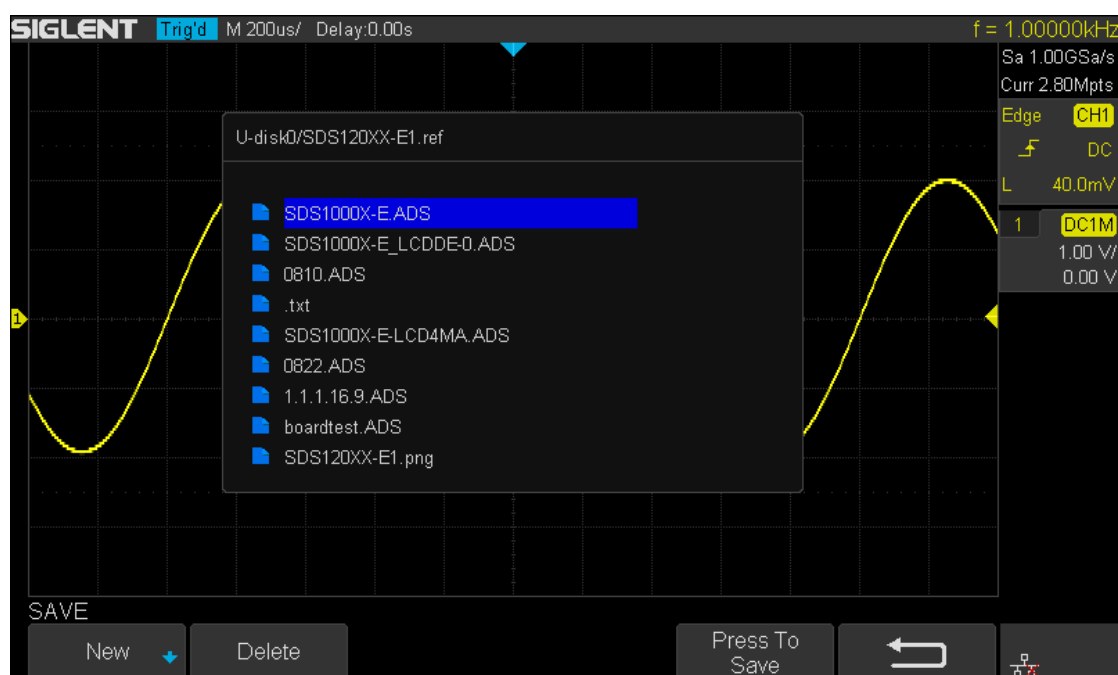 SIGLENT Trig'd M 200us/ Delay:0.00s f = 1.00000kHz
Sa 1.00GSa/s
Curr 2.80Mpts
Edge CH1
DC
L 40.0mV
1 DC1M
1.00 V/
0.00 V
U-disk0/SDS120XX-E1.ref
SDS1000X-E.ADS
SDS1000X-E_LCDDE-0.ADS
0810.ADS
.txt
SDS1000X-E-LCD4MA.ADS
0822.ADS
1.1.1.16.9.ADS
boardtest.ADS
SDS120XX-E1.png
1
SAVE
New Delete Press To
Save